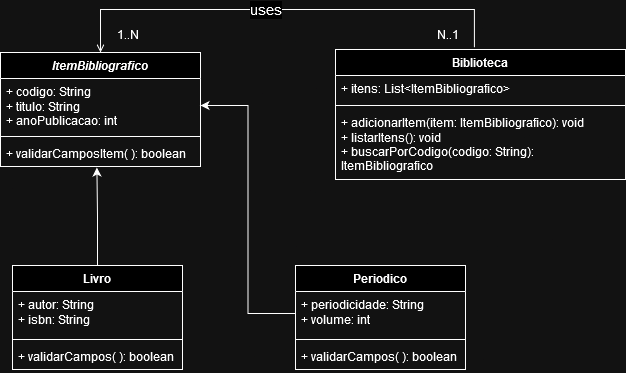 uses
1..N
N..1
ItemBibliografico
+ codigo: String
+ titulo: String
+ anoPublicacao: int
+ validarCamposItem( ): boolean
Biblioteca
+ itens: List<ItemBibliografico>
+ adicionarItem(item: ItemBibliografico): void
+ listarItens(): void
+ buscarPorCodigo(codigo: String):
ItemBibliografico
Livro
+ autor: String
+ isbn: String
+ validarCampos( ): boolean
Periodico
+ periodicidade: String
+ volume: int
+ validarCampos( ): boolean